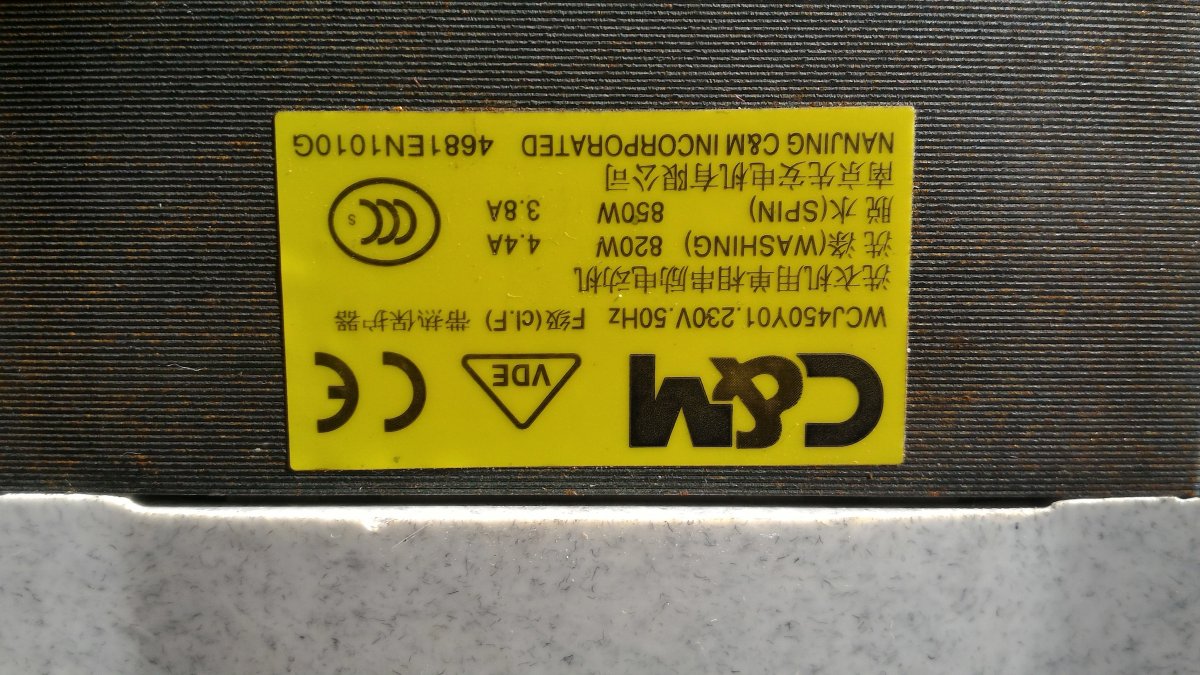 C&M VDE CE
WCJ450Y01.230V.50Hz F级(cl.F) 带热保护器
洗衣机用单相串励电动机
洗 涤(WASHING) 820W 4.4A
脱 水(SPIN) 850W 3.8A
CCC S
南京先安电机有限公司
NANJING C&M INCORPORATED 4681EN1010G